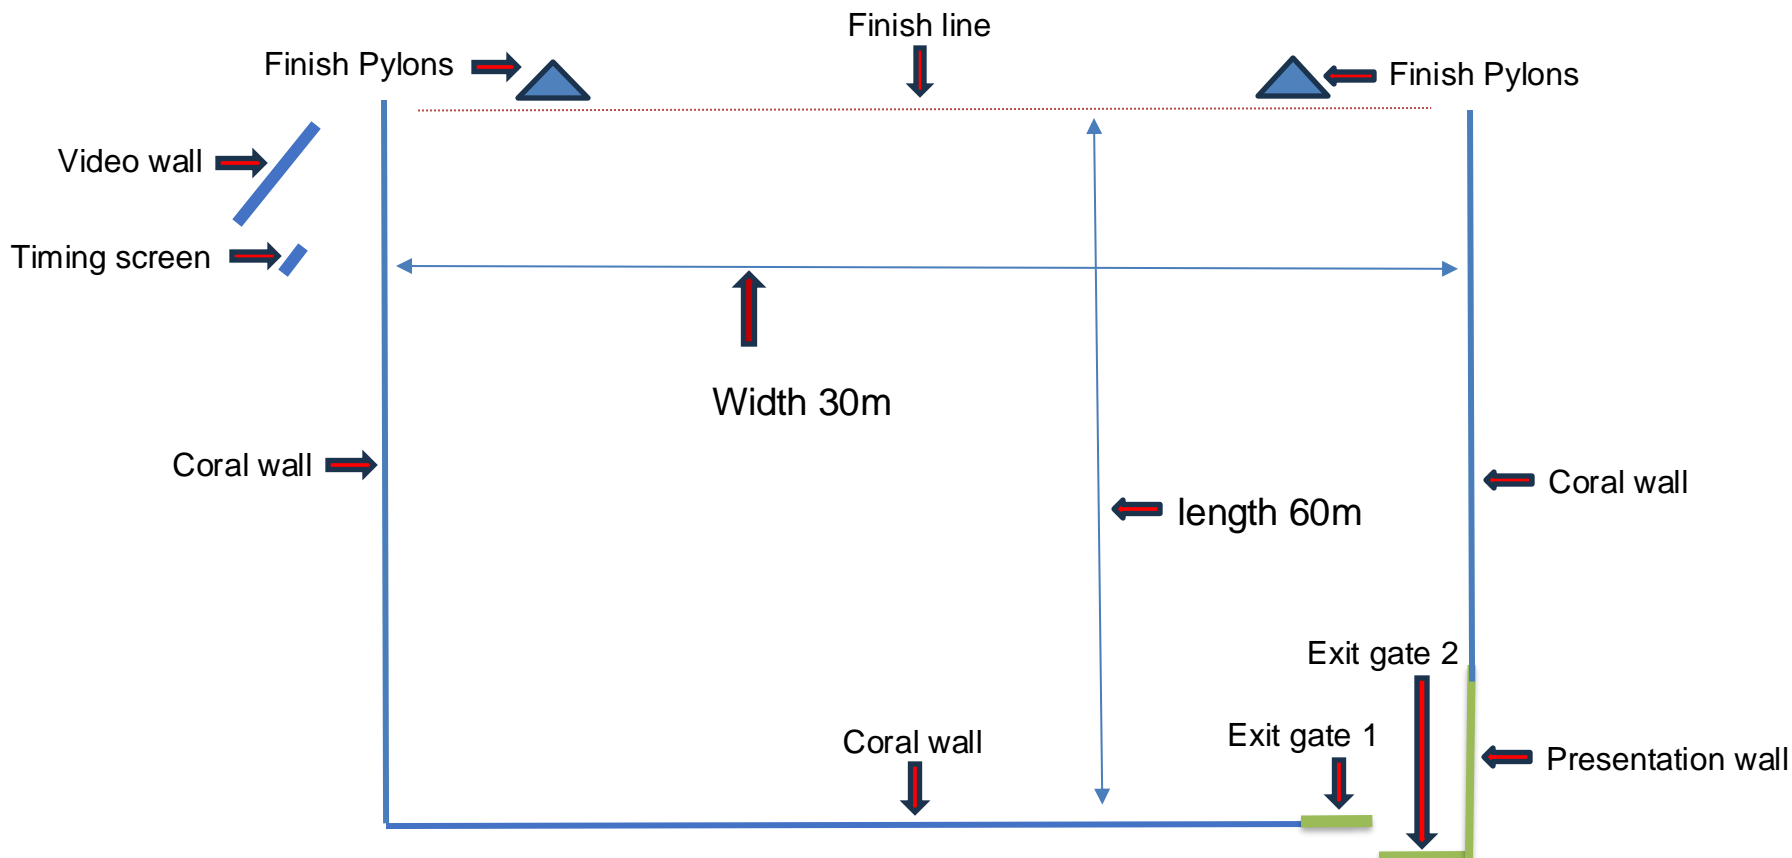 Finish line
Finish Pylons
Finish Pylons
Video wall
Timing screen
Width 30m
Coral wall
Coral wall
length 60m
Exit gate 2
Exit gate 1
Coral wall
Presentation wall